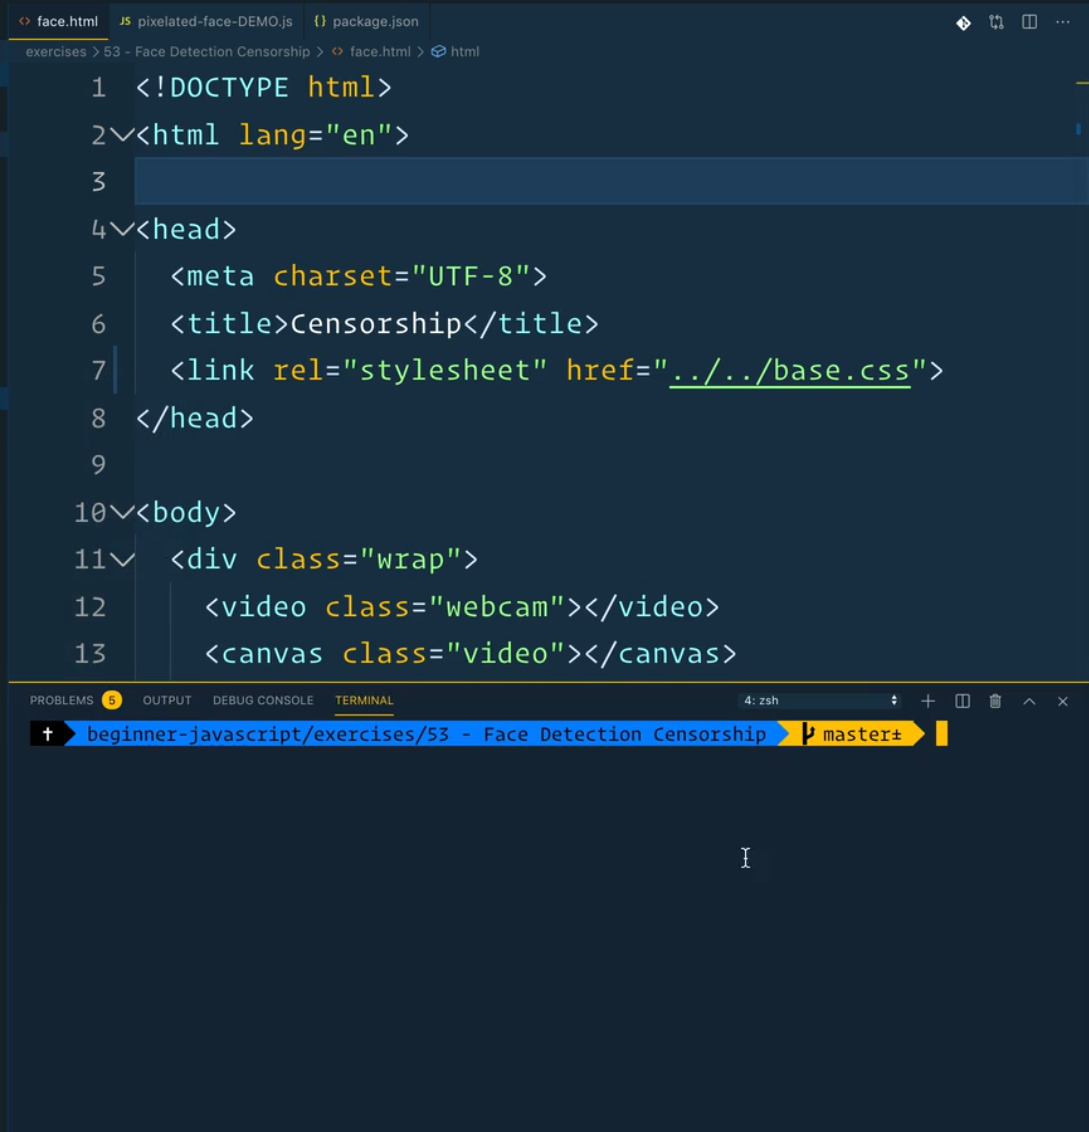 face.html JS pixelated-face-DEMO.js {} package.json
exercises > 53 - Face Detection Censorship > face.html > html
1 <!DOCTYPE html>
2 <html lang="en">
3
4 <head>
5 <meta charset="UTF-8">
6 <title>Censorship</title>
7 <link rel="stylesheet" href="../../base.css">
8 </head>
9
10 <body>
11 <div class="wrap">
12 <video class="webcam"></video>
13 <canvas class="video"></canvas>
PROBLEMS 5 OUTPUT DEBUG CONSOLE TERMINAL 4: zsh
beginner-javascript/exercises/53 - Face Detection Censorship master±